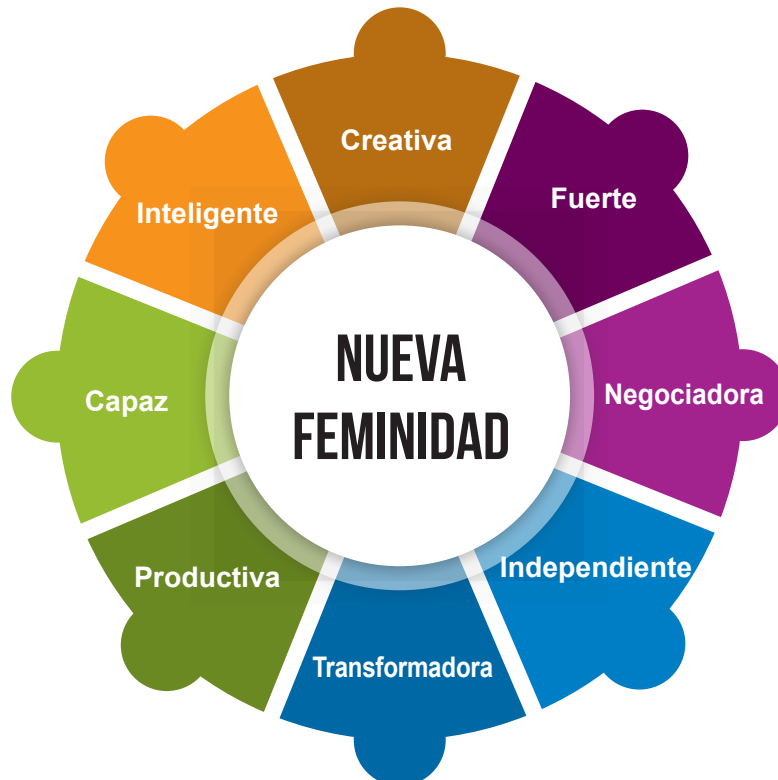 Creativa
Fuerte
Negociadora
Independiente
Transformadora
Productiva
Capaz
Inteligente
NUEVA
FEMINIDAD